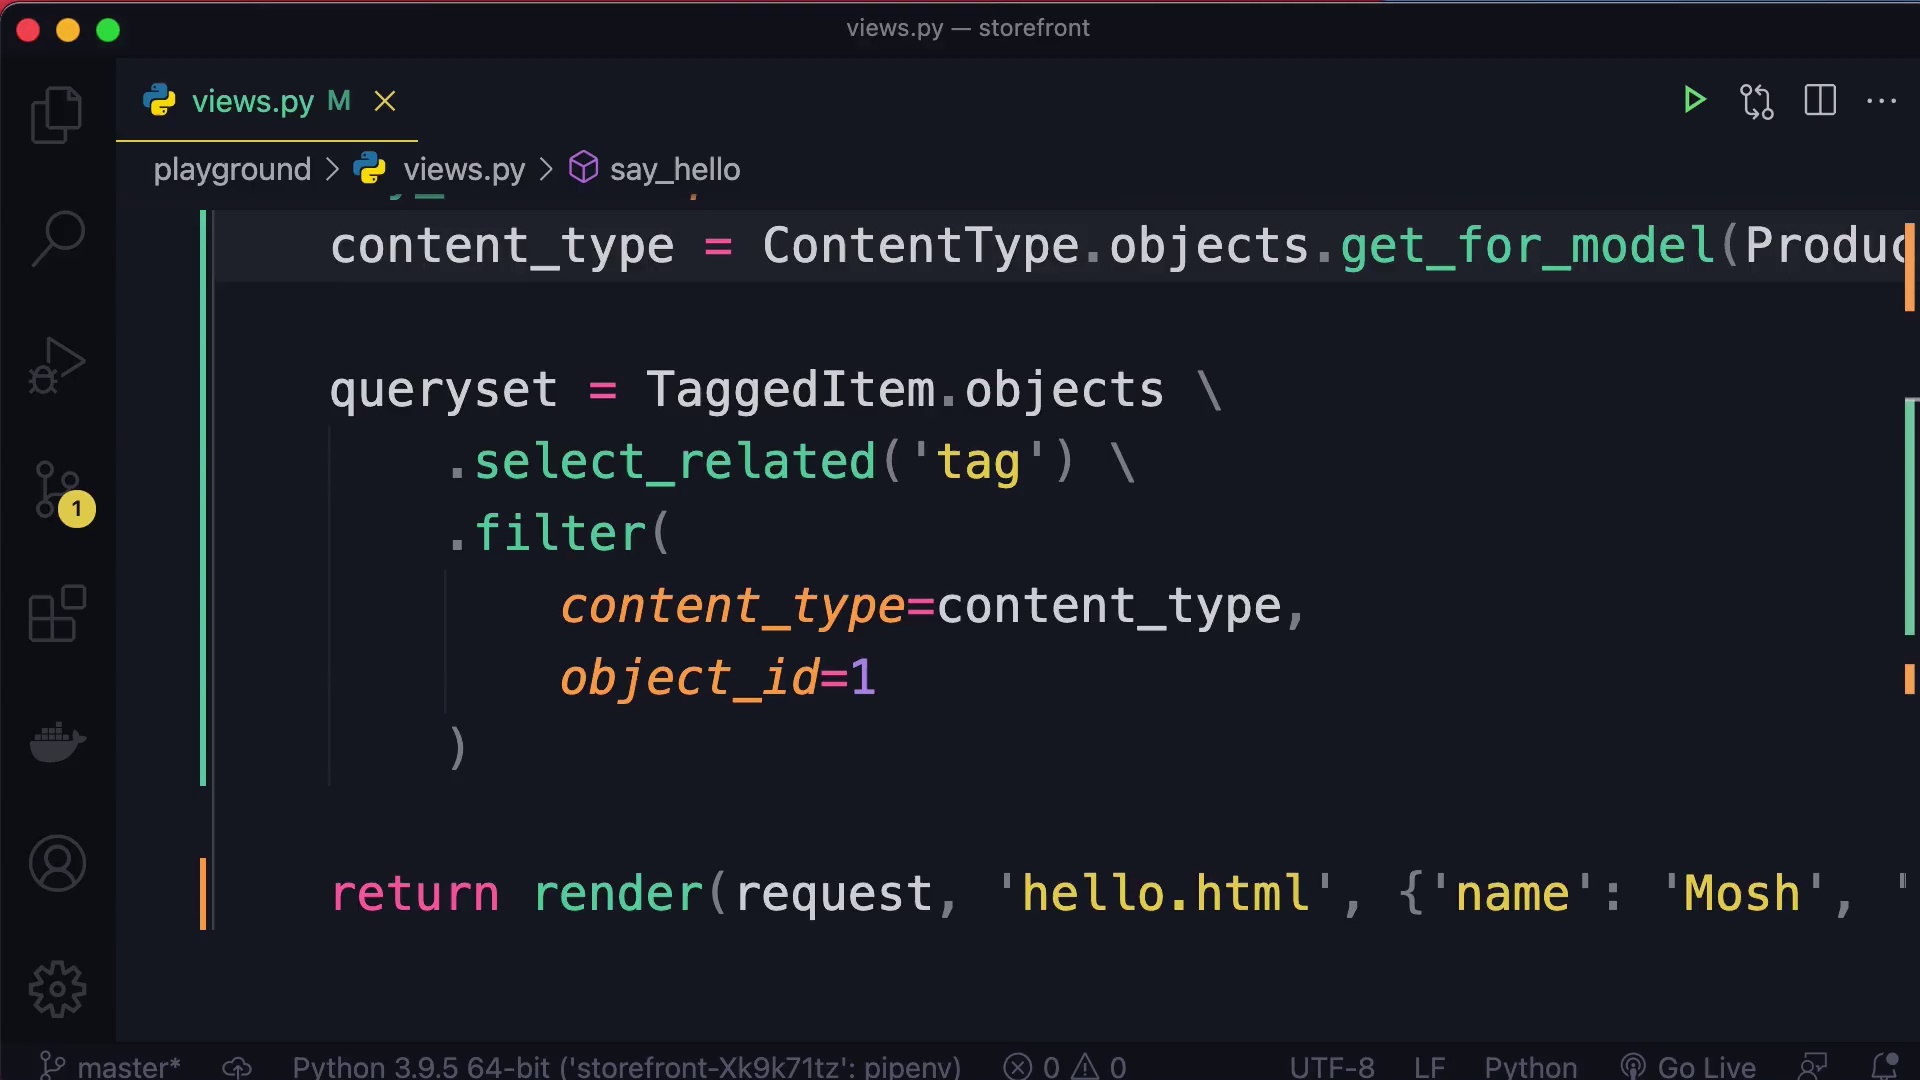 views.py — storefront
views.py M
playground > views.py > say_hello
content_type = ContentType.objects.get_for_model(Produc
queryset = TaggedItem.objects \
.select_related('tag') \
.filter(
content_type=content_type,
object_id=1
)
return render(request, 'hello.html', {'name': 'Mosh', '
1
master* Python 3.9.5 64-bit ('storefront-Xk9k71tz': pipenv) 0 0 UTF-8 LF Python Go Live